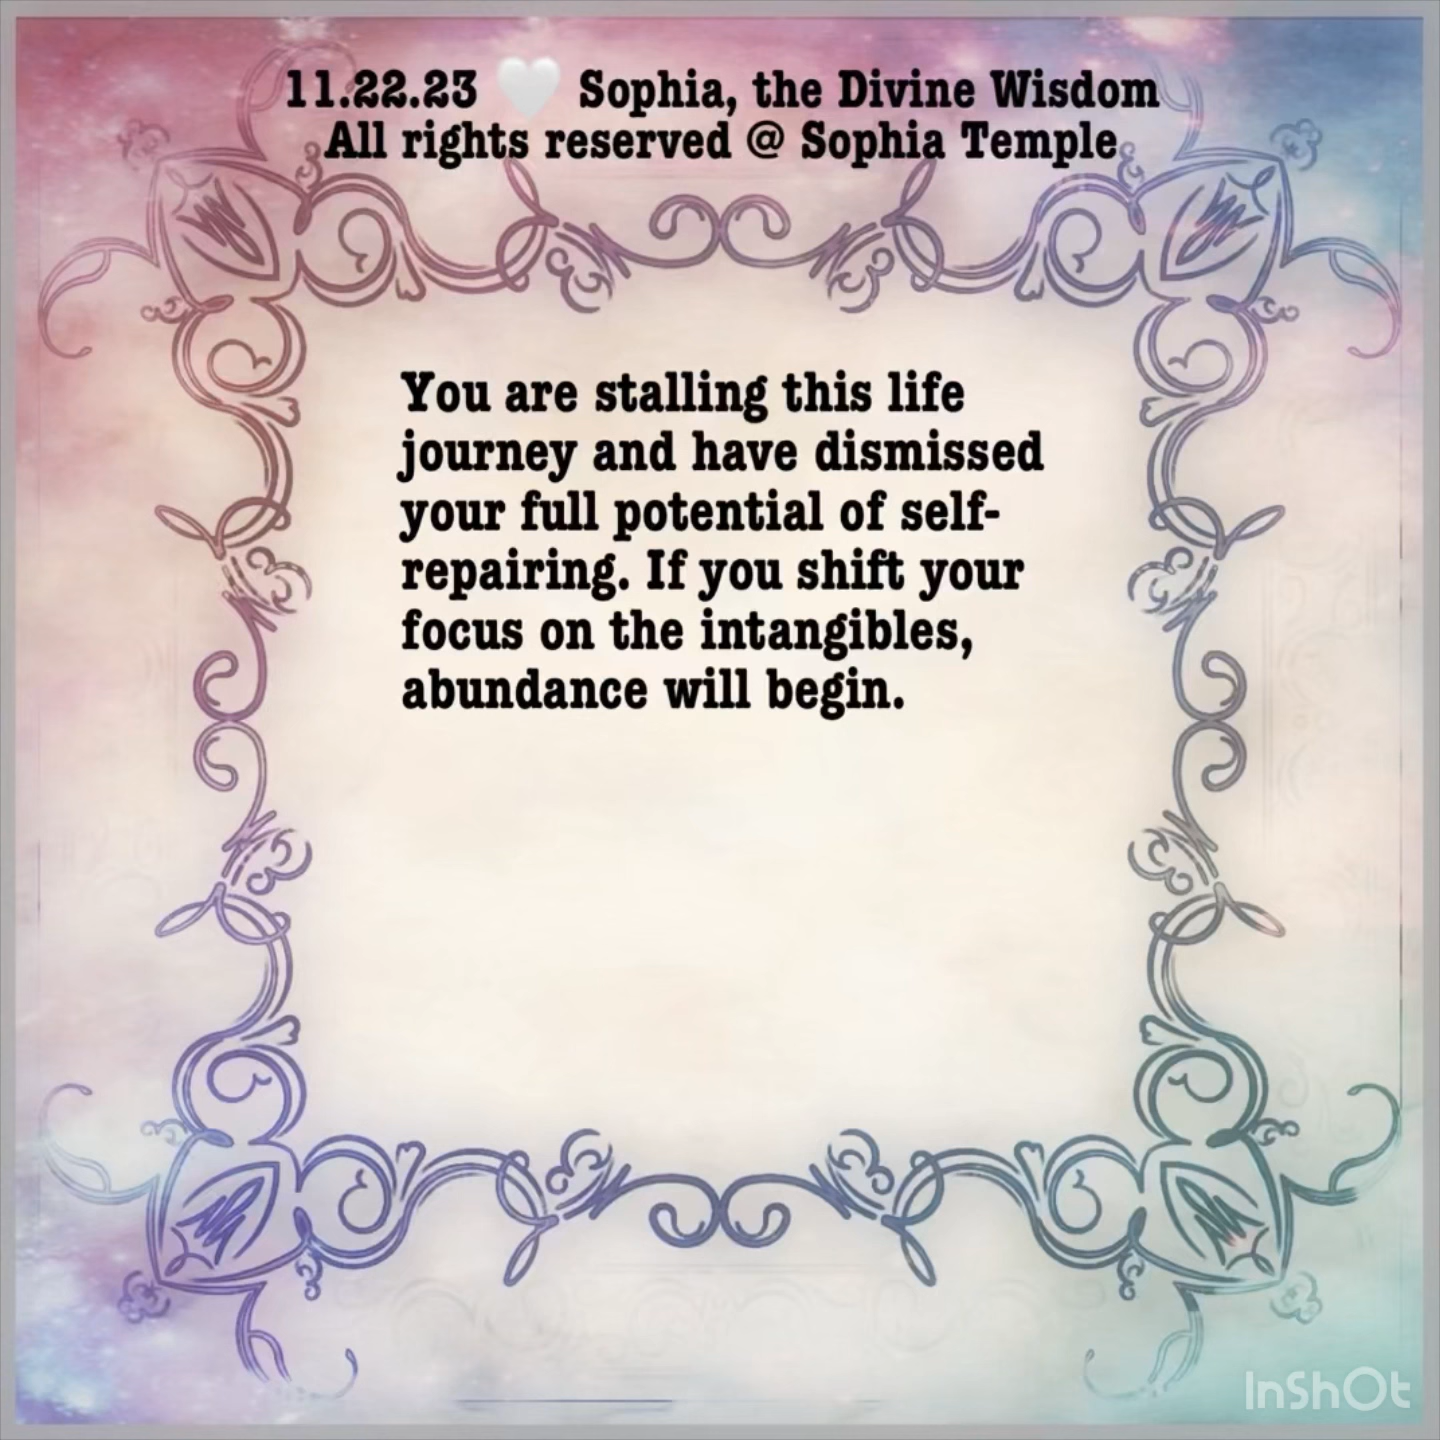 11.22.23 🤍 Sophia, the Divine Wisdom
All rights reserved @ Sophia Temple
You are stalling this life
journey and have dismissed
your full potential of self-
repairing. If you shift your
focus on the intangibles,
abundance will begin.
InShOt